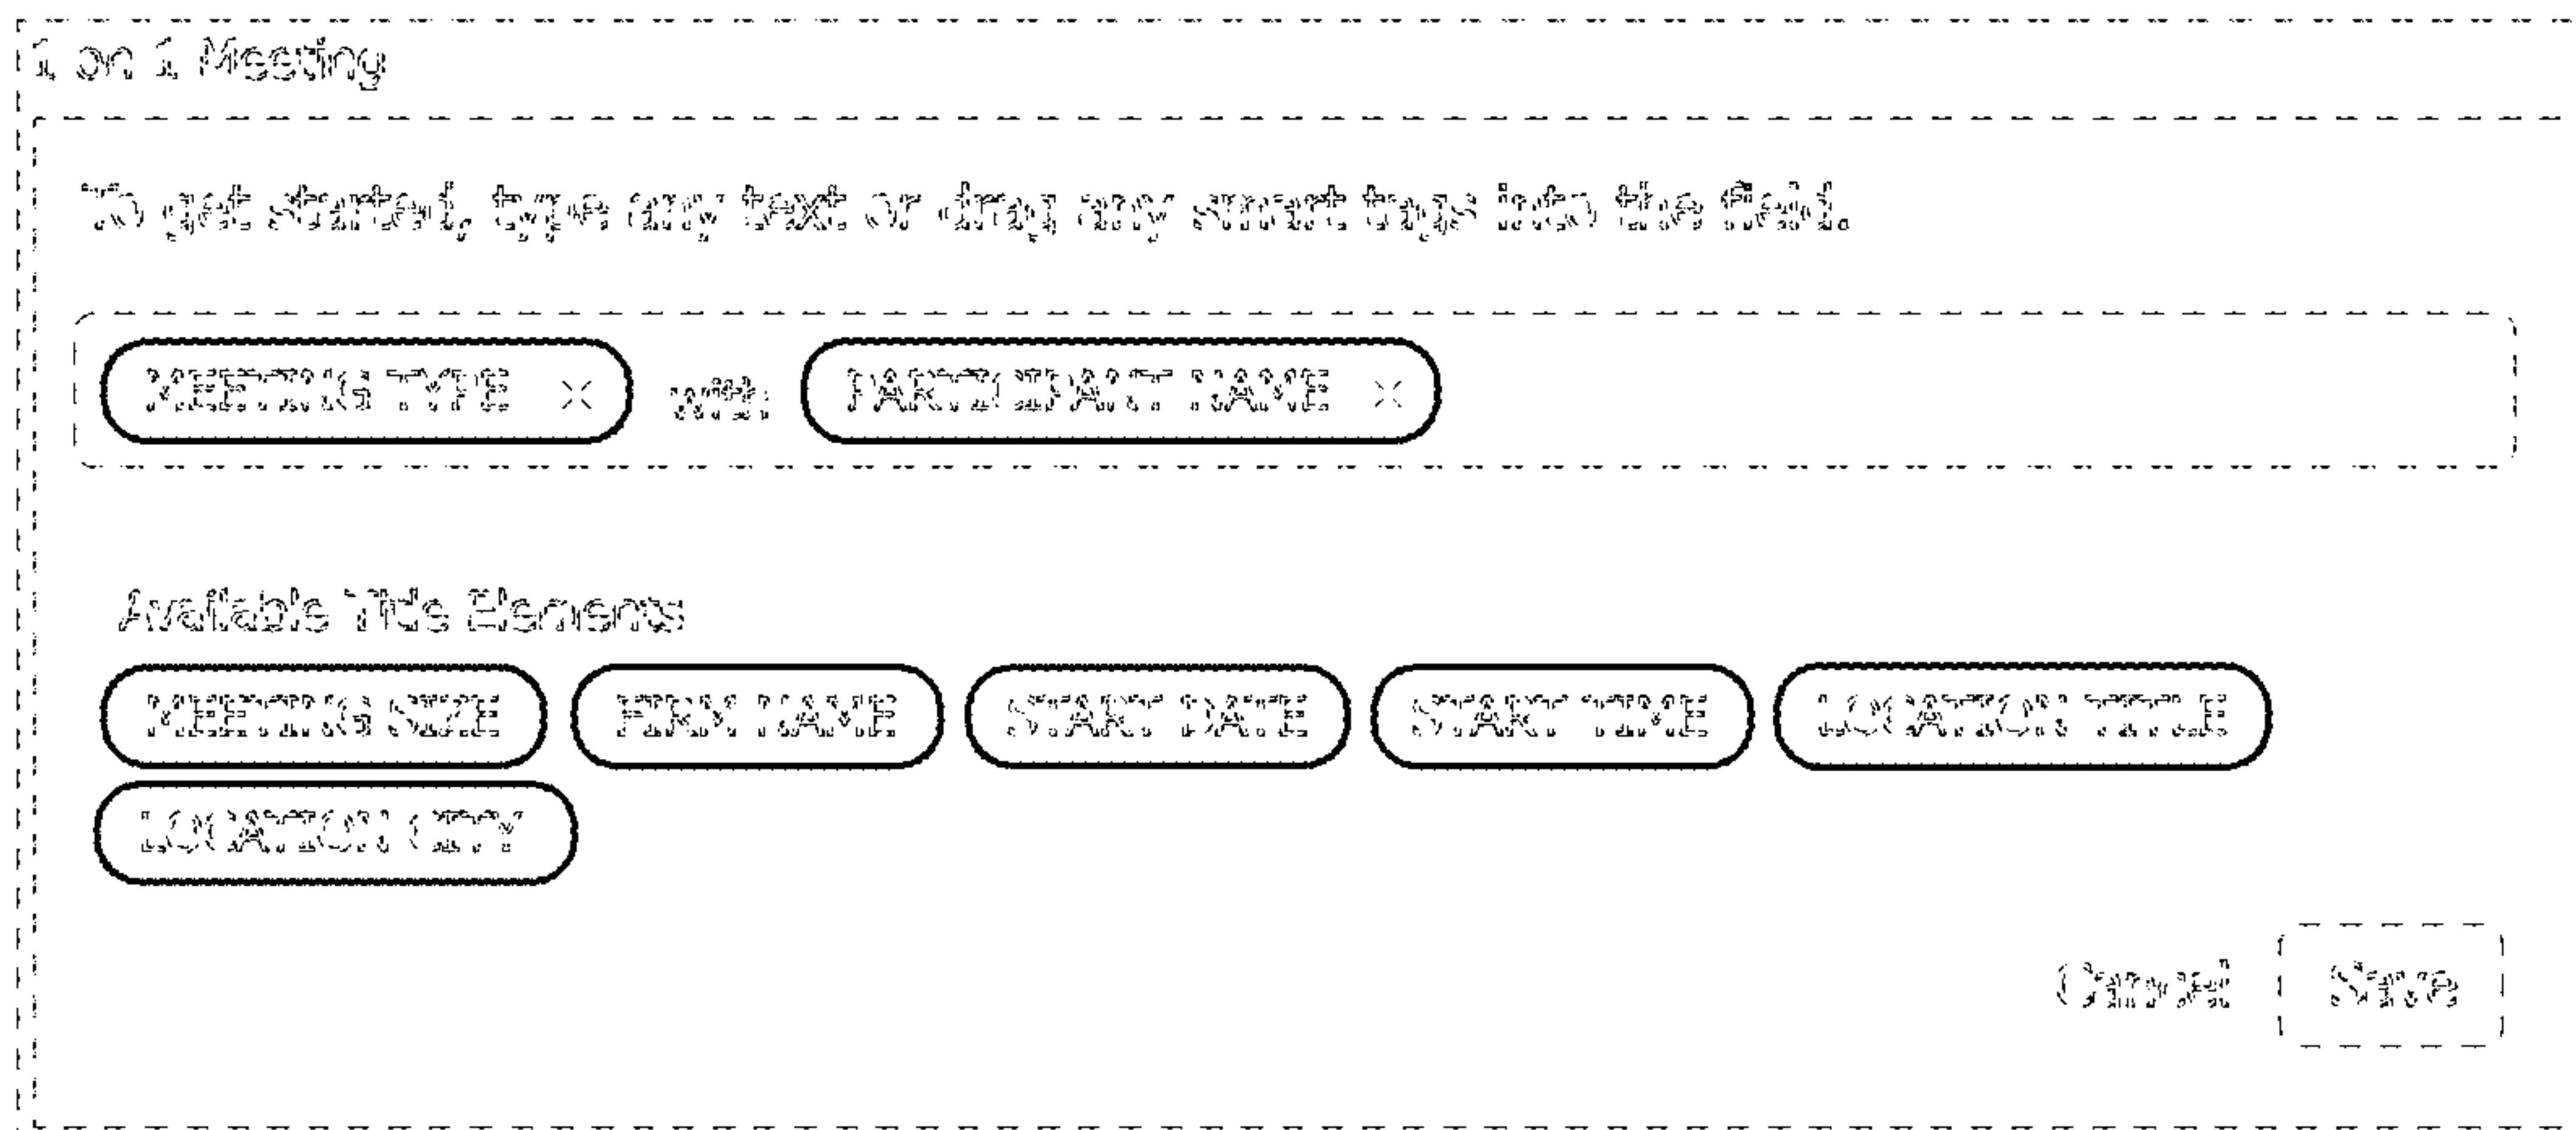 1 on 1 Meeting
To get started, type any text or drag any smart tags into the field.
MEETING TYPE × with PARTICIPANT NAME ×
Available Title Elements
MEETING SIZE FIRM NAME START DATE START TIME LOCATION TITLE
LOCATION CITY
Cancel Save